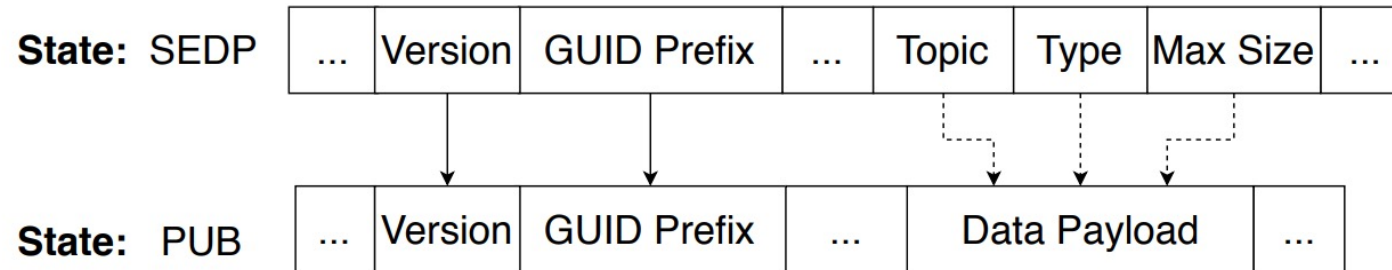 State: SEDP ... Version GUID Prefix ... Topic Type Max Size ...
State: PUB ... Version GUID Prefix ... Data Payload ...